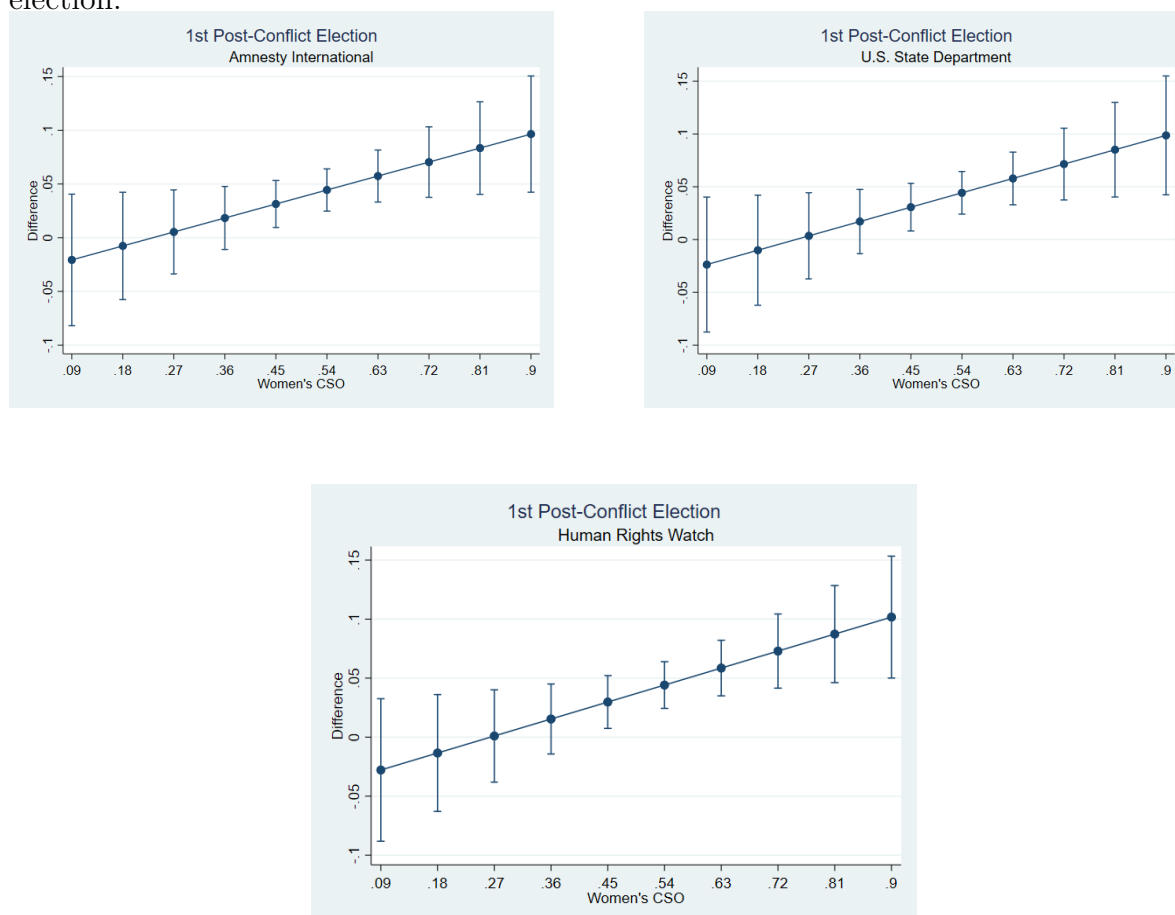 election.
1st Post-Conflict Election
Amnesty International
Difference
.15
.1
.05
0
-.05
-.1
.09 .18 .27 .36 .45 .54 .63 .72 .81 .9
Women's CSO
1st Post-Conflict Election
U.S. State Department
Difference
.15
.1
.05
0
-.05
-.1
.09 .18 .27 .36 .45 .54 .63 .72 .81 .9
Women's CSO
1st Post-Conflict Election
Human Rights Watch
Difference
.15
.1
.05
0
-.05
-.1
.09 .18 .27 .36 .45 .54 .63 .72 .81 .9
Women's CSO